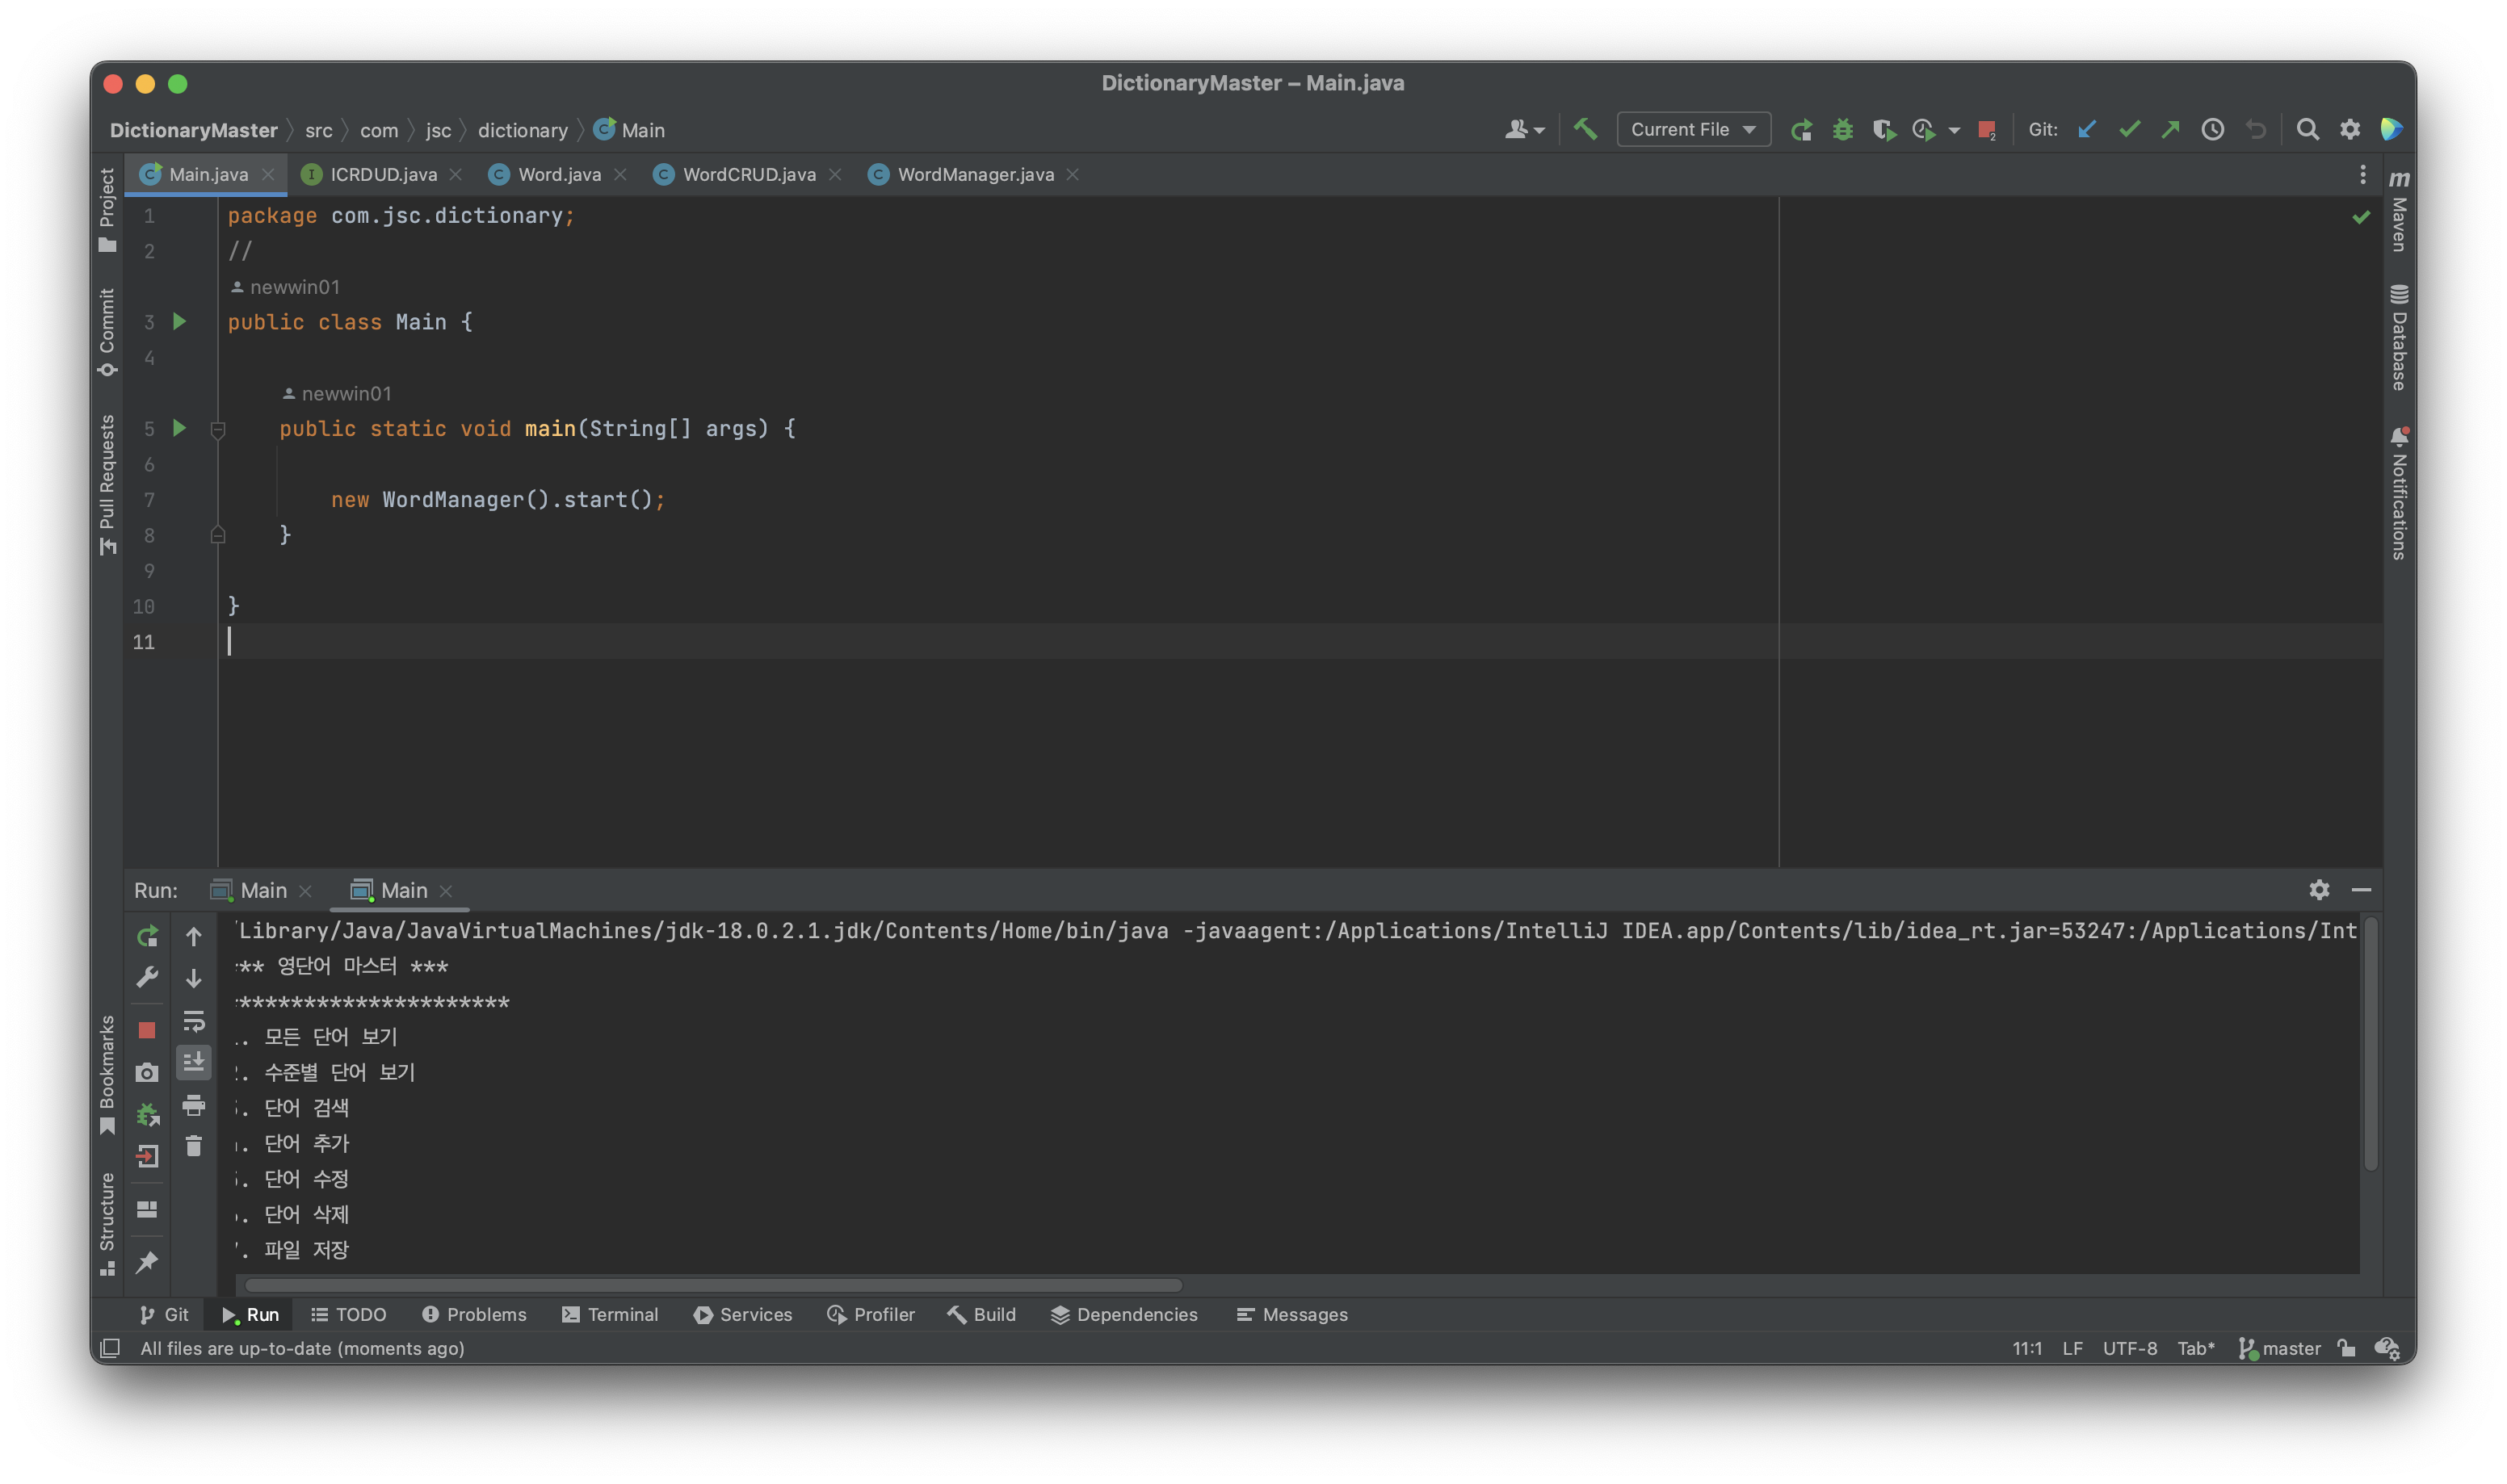 DictionaryMaster – Main.java
DictionaryMaster src com jsc dictionary Main
Current File
2
Git:
Main.java ICRDUD.java Word.java WordCRUD.java WordManager.java
Project
Commit
Pull Requests
Bookmarks
Structure
m Maven
Database
Notifications
1 package com.jsc.dictionary;
2 //
newwin01
3 public class Main {
4
newwin01
5 public static void main(String[] args) {
6
7 new WordManager().start();
8 }
9
10 }
11
Run: Main Main
Library/Java/JavaVirtualMachines/jdk-18.0.2.1.jdk/Contents/Home/bin/java -javaagent:/Applications/IntelliJ IDEA.app/Contents/lib/idea_rt.jar=53247:/Applications/Int
** 영단어 마스터 ***
*********************
. 모든 단어 보기
. 수준별 단어 보기
. 단어 검색
. 단어 추가
. 단어 수정
. 단어 삭제
. 파일 저장
Git Run TODO Problems Terminal Services Profiler Build Dependencies Messages
All files are up-to-date (moments ago)
11:1 LF UTF-8 Tab* master